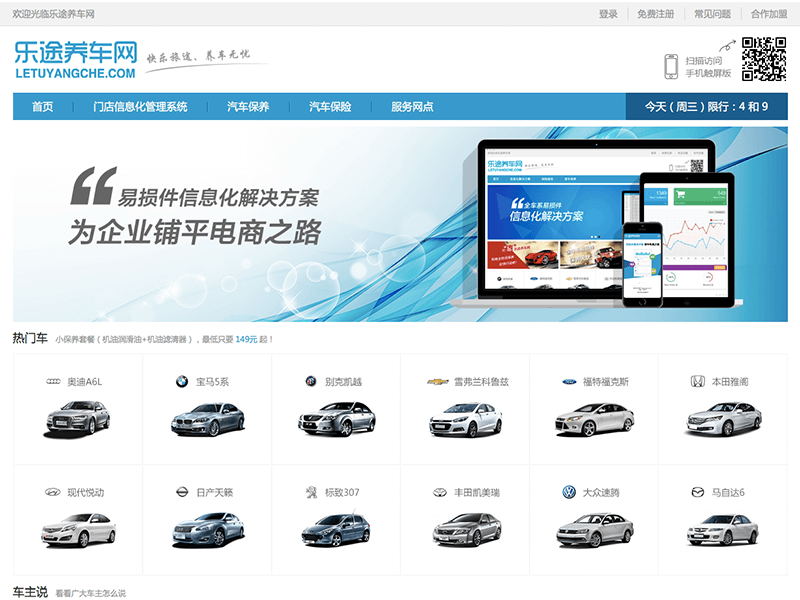 欢迎光临乐途养车网
登录 免费注册 常见问题 合作加盟
乐途养车网
LETUYANGCHE.COM
快乐旅途、养车无忧
扫描访问
手机触屏版
首页 门店信息化管理系统 汽车保养 汽车保险 服务网点 今天（周三）限行：4 和 9
易损件信息化解决方案
为企业铺平电商之路
乐途养车网
全车系易损件
信息化解决方案
热门车 小保养套餐（机油润滑油+机油滤清器），最低只要 149元 起！
奥迪A6L 宝马5系 别克凯越 雪弗兰科鲁兹 福特福克斯 本田雅阁
现代悦动 日产天籁 标致307 丰田凯美瑞 大众速腾 马自达6
车主说 看看广大车主怎么说